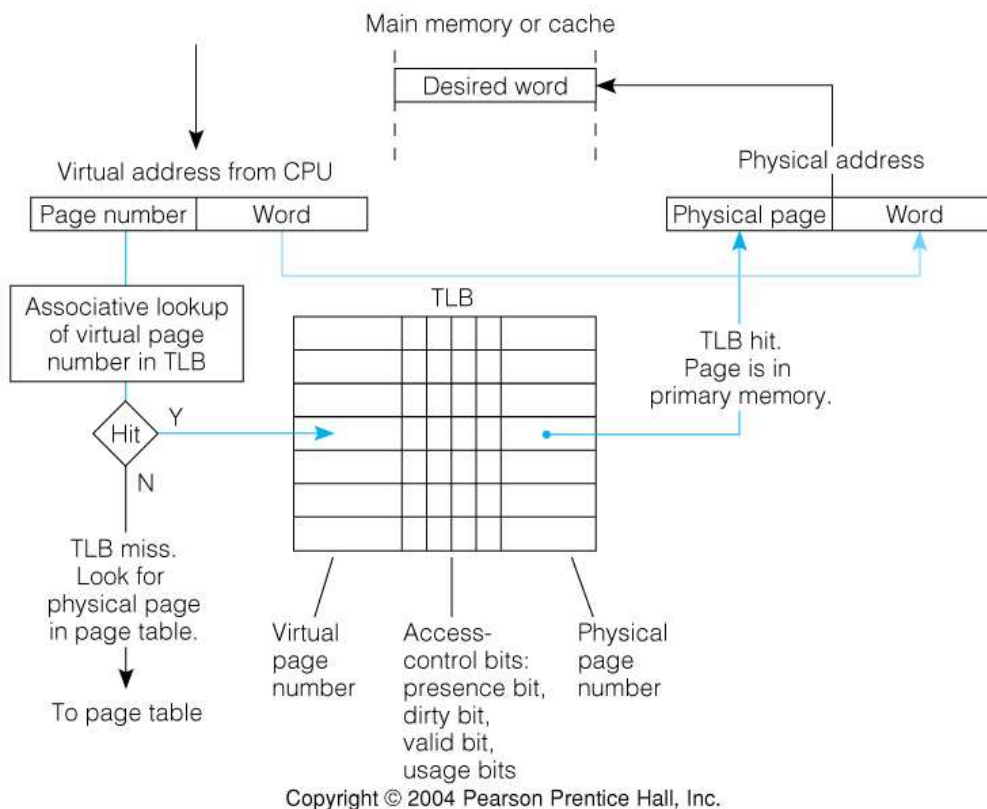 Main memory or cache
Desired word
Virtual address from CPU
Physical address
Page number
Word
Physical page
Word
Associative lookup
of virtual page
number in TLB
TLB
TLB hit.
Page is in
primary memory.
Hit
Y
N
TLB miss.
Look for
physical page
in page table.
To page table
Virtual
page
number
Access-
control bits:
presence bit,
dirty bit,
valid bit,
usage bits
Physical
page
number
Copyright © 2004 Pearson Prentice Hall, Inc.